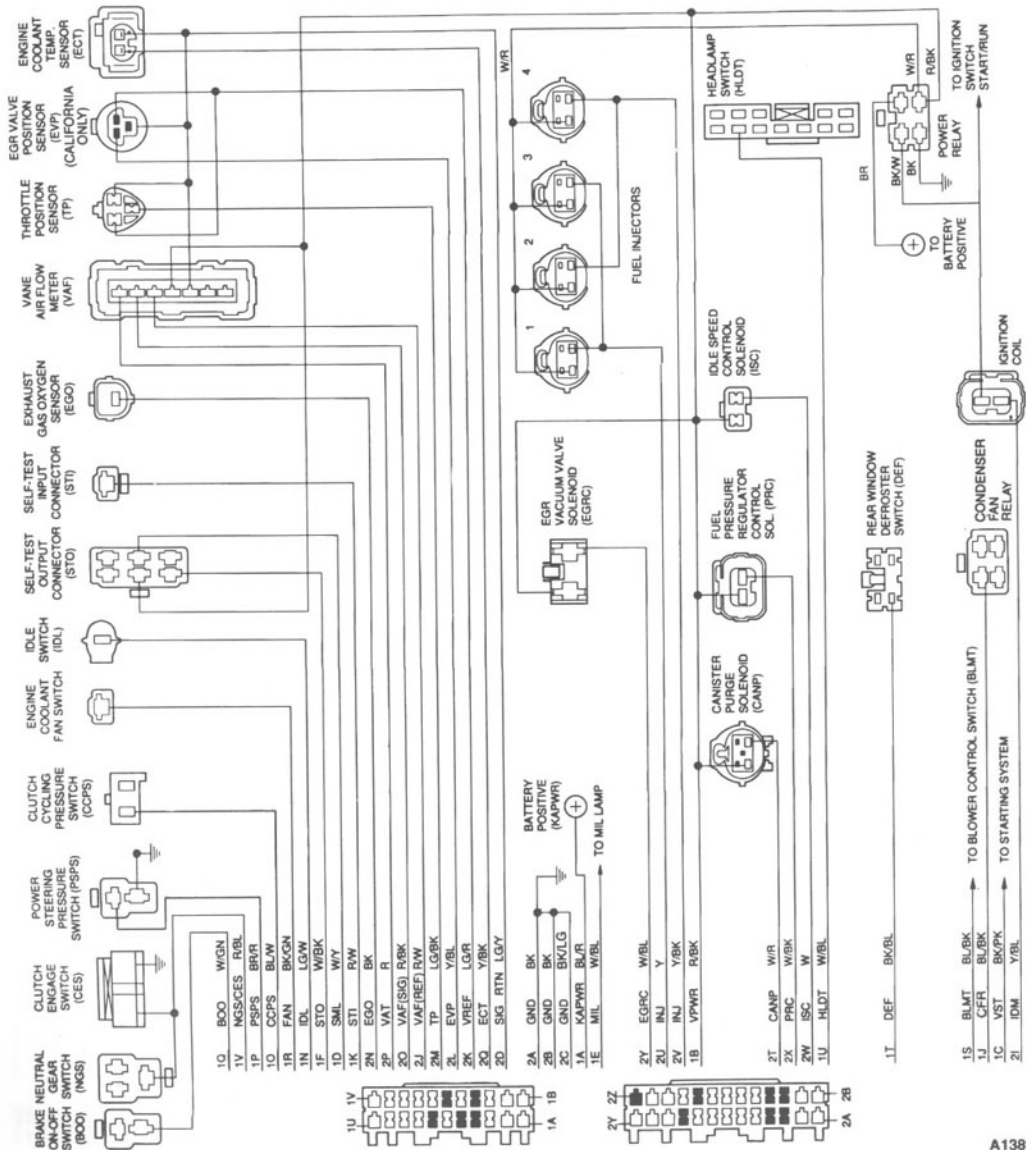 BRAKE
ON-OFF
SWITCH
(BOO)
NEUTRAL
GEAR
SWITCH
(NGS)
CLUTCH
ENGAGE
SWITCH
(CES)
POWER
STEERING
PRESSURE
SWITCH (PSPS)
CLUTCH
CYCLING
PRESSURE
SWITCH
(CCPS)
ENGINE
COOLANT
FAN SWITCH
IDLE
SWITCH
(IDL)
SELF-TEST
OUTPUT
CONNECTOR
(STO)
SELF-TEST
INPUT
CONNECTOR
(STI)
EXHAUST
GAS OXYGEN
SENSOR
(EGO)
VANE
AIR FLOW
METER
(VAF)
THROTTLE
POSITION
SENSOR
(TP)
EGR VALVE
POSITION
SENSOR
(EVP)
(CALIFORNIA
ONLY)
ENGINE
COOLANT
TEMP.
SENSOR
(ECT)
1Q BOO W/GN
1V NGS/CES R/BL
1P PSPS BR/R
1O CCPS BL/W
1R FAN BK/GN
1N IDL LG/W
1F STO W/BK
1D SML W/Y
1K STI R/W
2N EGO BK
2P VAT R
2O VAF(SIG) R/BK
2J VAF(REF) R/W
2M TP LG/BK
2L EVP Y/BL
2K VREF LG/R
2Q ECT Y/BK
2D SIG RTN LG/Y
1U
1V
1A
1B
2A GND BK
2B GND BK
2C GND BK/LG
1A KAPWR BL/R
1E MIL W/BL
BATTERY
POSITIVE
(KAPWR)
TO MIL LAMP
EGR
VACUUM VALVE
SOLENOID
(EGRC)
1
2
3
4
FUEL INJECTORS
W/R
2Y EGRC W/BL
2U INJ Y
2V INJ Y/BK
1B VPWR R/BK
2T CANP W/R
2X PRC W/BK
2W ISC W
1U HLDT W/BL
2Y
2Z
2A
2B
CANISTER
PURGE
SOLENOID
(CANP)
FUEL
PRESSURE
REGULATOR
CONTROL
SOL. (PRC)
IDLE SPEED
CONTROL
SOLENOID
(ISC)
HEADLAMP
SWITCH
(HLDT)
1T DEF BK/BL
REAR WINDOW
DEFROSTER
SWITCH (DEF)
BR
BK/W
BK
W/R
R/BK
POWER
RELAY
TO
BATTERY
POSITIVE
TO IGNITION
SWITCH
START/RUN
1S BLMT BL/BK
1J CFR BL/BK
1C VST BK/PK
2I IDM Y/BL
TO BLOWER CONTROL SWITCH (BLMT)
TO STARTING SYSTEM
CONDENSER
FAN
RELAY
IGNITION
COIL
A138